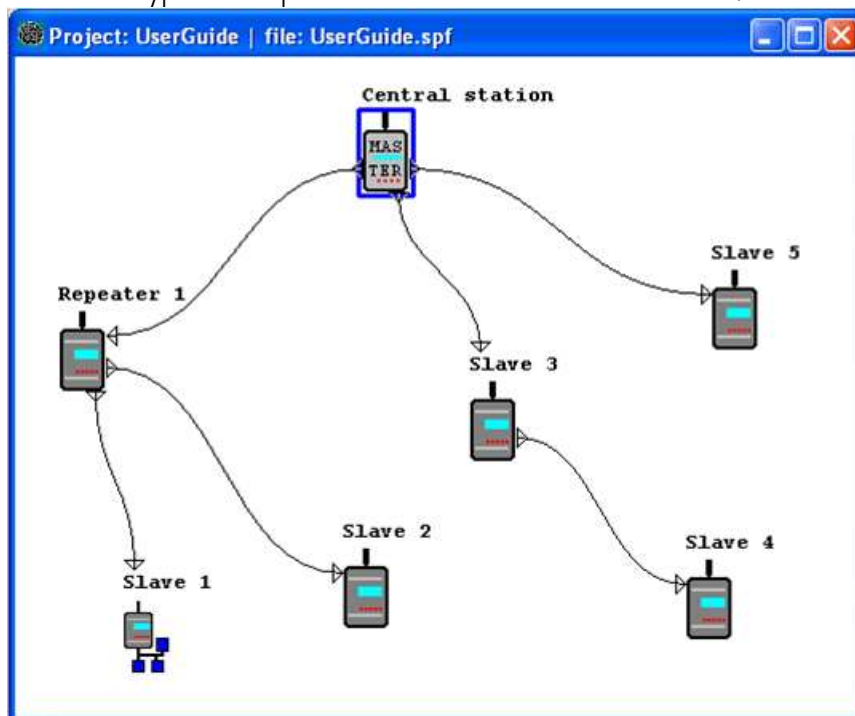 Project: UserGuide | file: UserGuide.spf
Central station
MAS
TER
Slave 5
Repeater 1
Slave 3
Slave 2
Slave 4
Slave 1